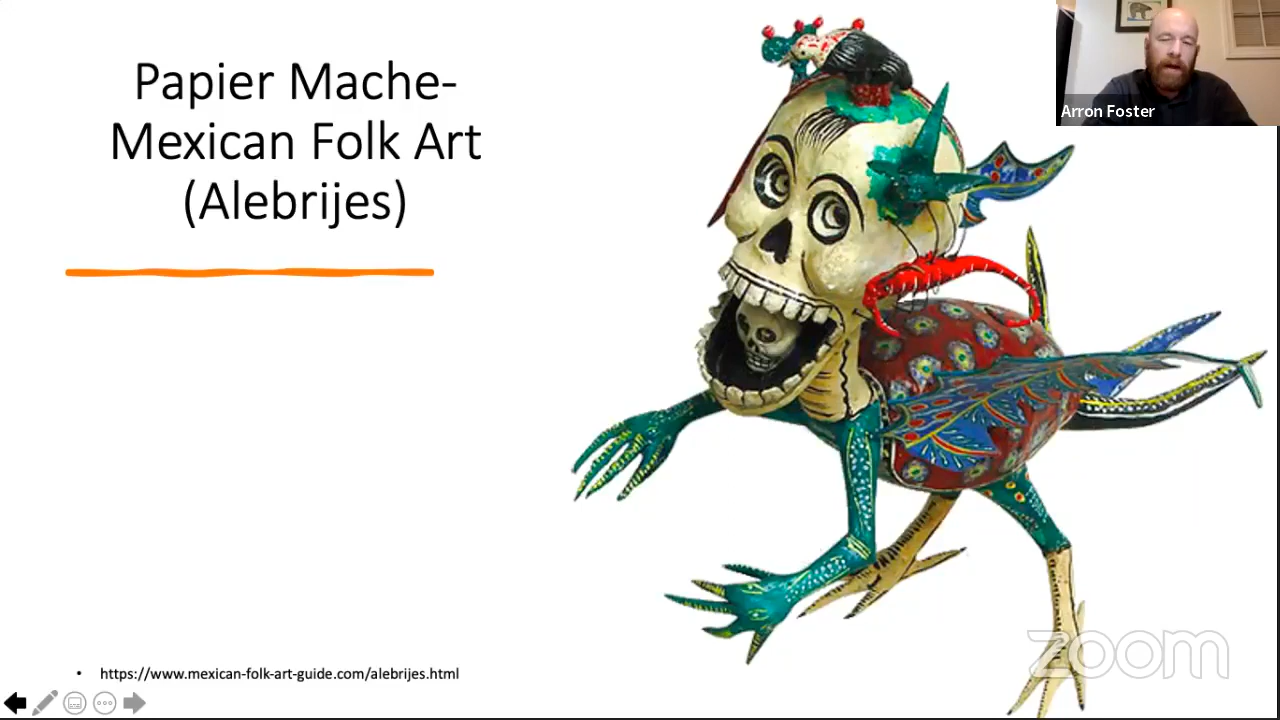 Papier Mache-
Mexican Folk Art
(Alebrijes)
Arron Foster
• https://www.mexican-folk-art-guide.com/alebrijes.html
zoom